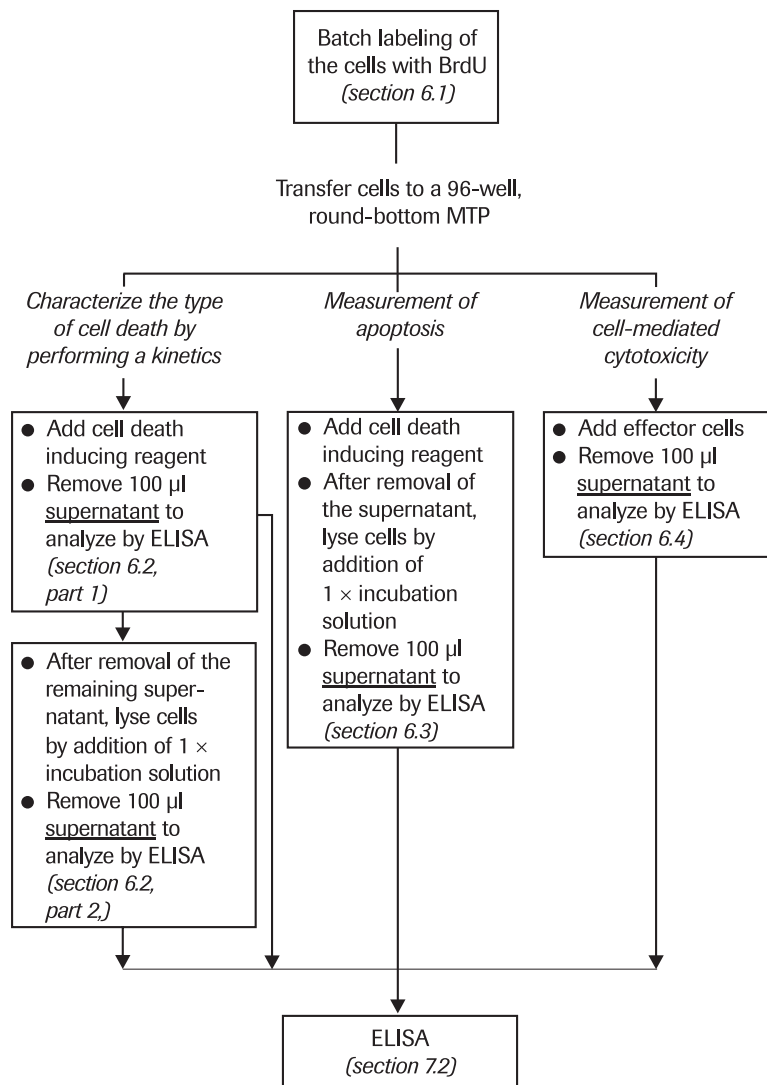 Batch labeling of
the cells with BrdU
(section 6.1)
Transfer cells to a 96-well,
round-bottom MTP
Characterize the type
of cell death by
performing a kinetics
Measurement of
apoptosis
Measurement of
cell-mediated
cytotoxicity
● Add cell death
inducing reagent
● Remove 100 µl
supernatant to
analyze by ELISA
(section 6.2,
part 1)
● After removal of the
remaining super-
natant, lyse cells
by addition of 1 ×
incubation solution
● Remove 100 µl
supernatant to
analyze by ELISA
(section 6.2,
part 2,)
● Add cell death
inducing reagent
● After removal of
the supernatant,
lyse cells by
addition of
1 × incubation
solution
● Remove 100 µl
supernatant to
analyze by ELISA
(section 6.3)
● Add effector cells
● Remove 100 µl
supernatant to
analyze by ELISA
(section 6.4)
ELISA
(section 7.2)